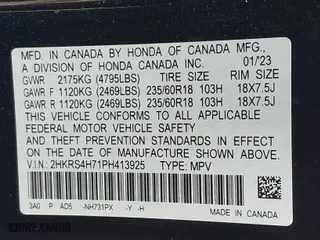 MFD. IN CANADA BY HONDA OF CANADA MFG.,
A DIVISION OF HONDA CANADA INC. 01/23
GVWR 2175KG (4795LBS) TIRE SIZE RIM SIZE
GAWR F 1120KG (2469LBS) 235/60R18 103H 18X7.5J
GAWR R 1120KG (2469LBS) 235/60R18 103H 18X7.5J
THIS VEHICLE CONFORMS TO ALL APPLICABLE
FEDERAL MOTOR VEHICLE SAFETY, BUMPER,
AND THEFT PREVENTION STANDARDS IN EFFECT
ON THE DATE OF MANUFACTURE SHOWN ABOVE.
V.I.N.: 2HKRS4H71PH413925 TYPE: MPV
3A0 P AD5 -NH731PX -Y -H
MADE IN CANADA